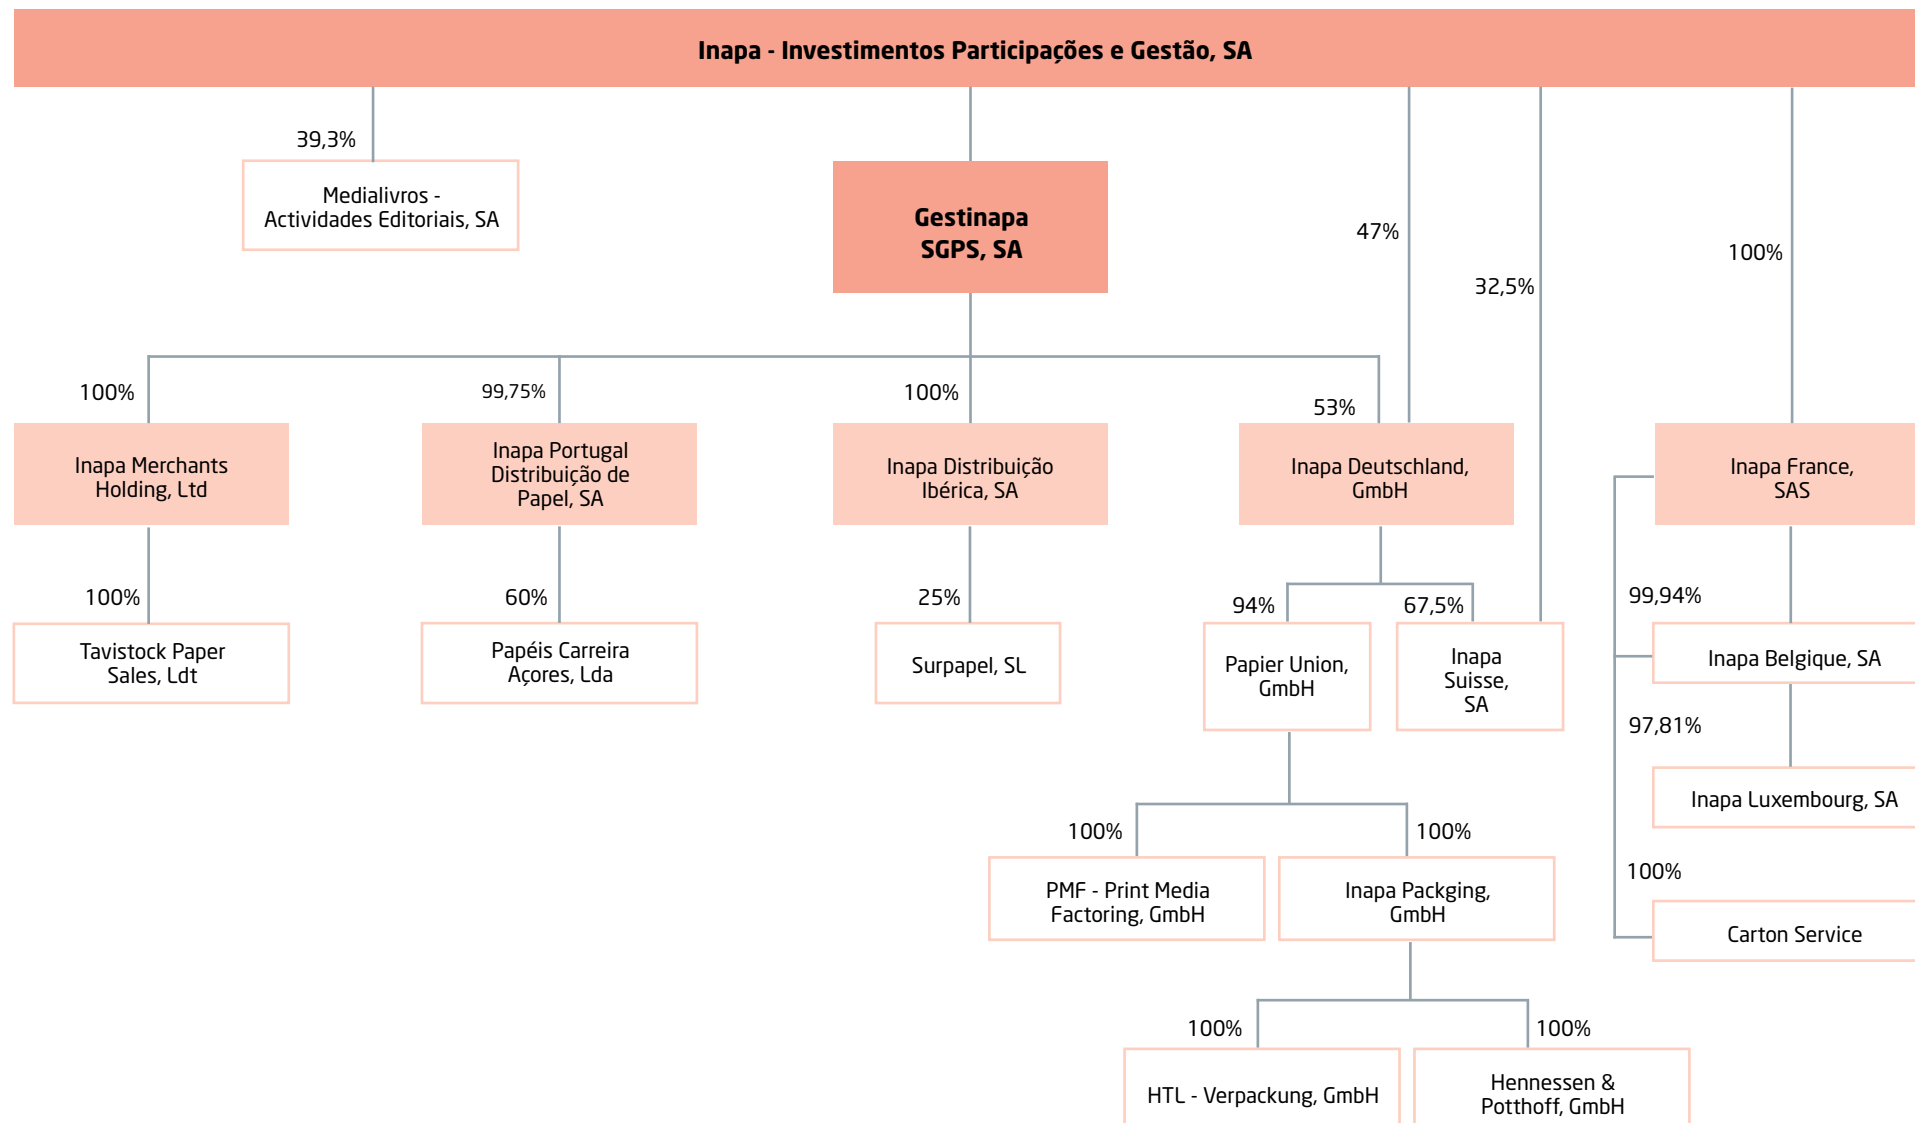 Inapa - Investimentos Participações e Gestão, SA
39,3%
Medialivros -
Actividades Editoriais, SA
Gestinapa
SGPS, SA
47%
32,5%
100%
100%
99,75%
100%
53%
Inapa Merchants
Holding, Ltd
Inapa Portugal
Distribuição de
Papel, SA
Inapa Distribuição
Ibérica, SA
Inapa Deutschland,
GmbH
Inapa France,
SAS
100%
60%
25%
94%
67,5%
99,94%
Tavistock Paper
Sales, Ldt
Papéis Carreira
Açores, Lda
Surpapel, SL
Papier Union,
GmbH
Inapa
Suisse,
SA
Inapa Belgique, SA
97,81%
Inapa Luxembourg, SA
100%
100%
100%
PMF - Print Media
Factoring, GmbH
Inapa Packging,
GmbH
Carton Service
100%
100%
HTL - Verpackung, GmbH
Hennessen &
Potthoff, GmbH